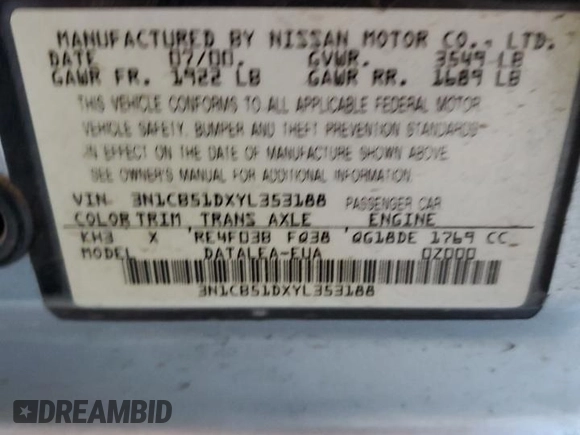 MANUFACTURED BY NISSAN MOTOR CO., LTD.
DATE 07/00. GVWR. 3549 LB
GAWR FR. 1922 LB GAWR RR. 1689 LB
THIS VEHICLE CONFORMS TO ALL APPLICABLE FEDERAL MOTOR
VEHICLE SAFETY, BUMPER AND THEFT PREVENTION STANDARDS
IN EFFECT ON THE DATE OF MANUFACTURE SHOWN ABOVE.
SEE OWNER'S MANUAL FOR ADDITIONAL INFORMATION.
VIN. 3N1CB51DXYL353188 PASSENGER CAR
COLOR TRIM TRANS AXLE ENGINE
KH3 X RE4F03B FQ38 QG18DE 1769 CC
MODEL DATALEA-EUA 0Z000
3N1CB51DXYL353188
DREAMBID